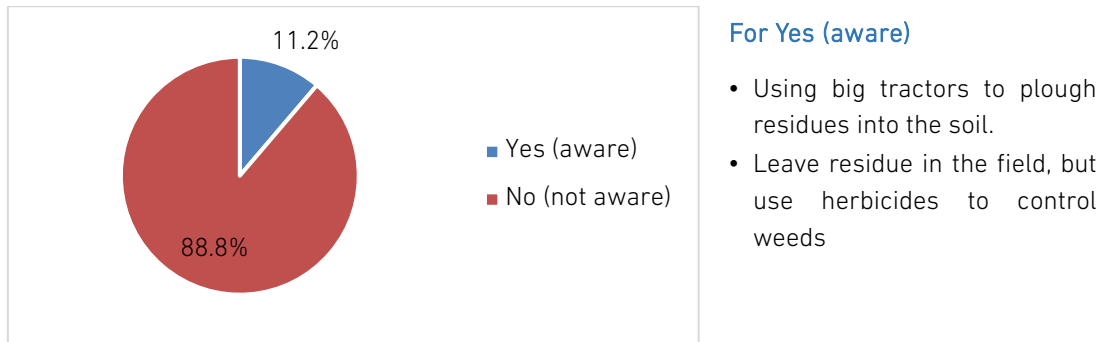 11.2%
88.8%
Yes (aware)
No (not aware)
For Yes (aware)
• Using big tractors to plough
residues into the soil.
• Leave residue in the field, but
use herbicides to control
weeds